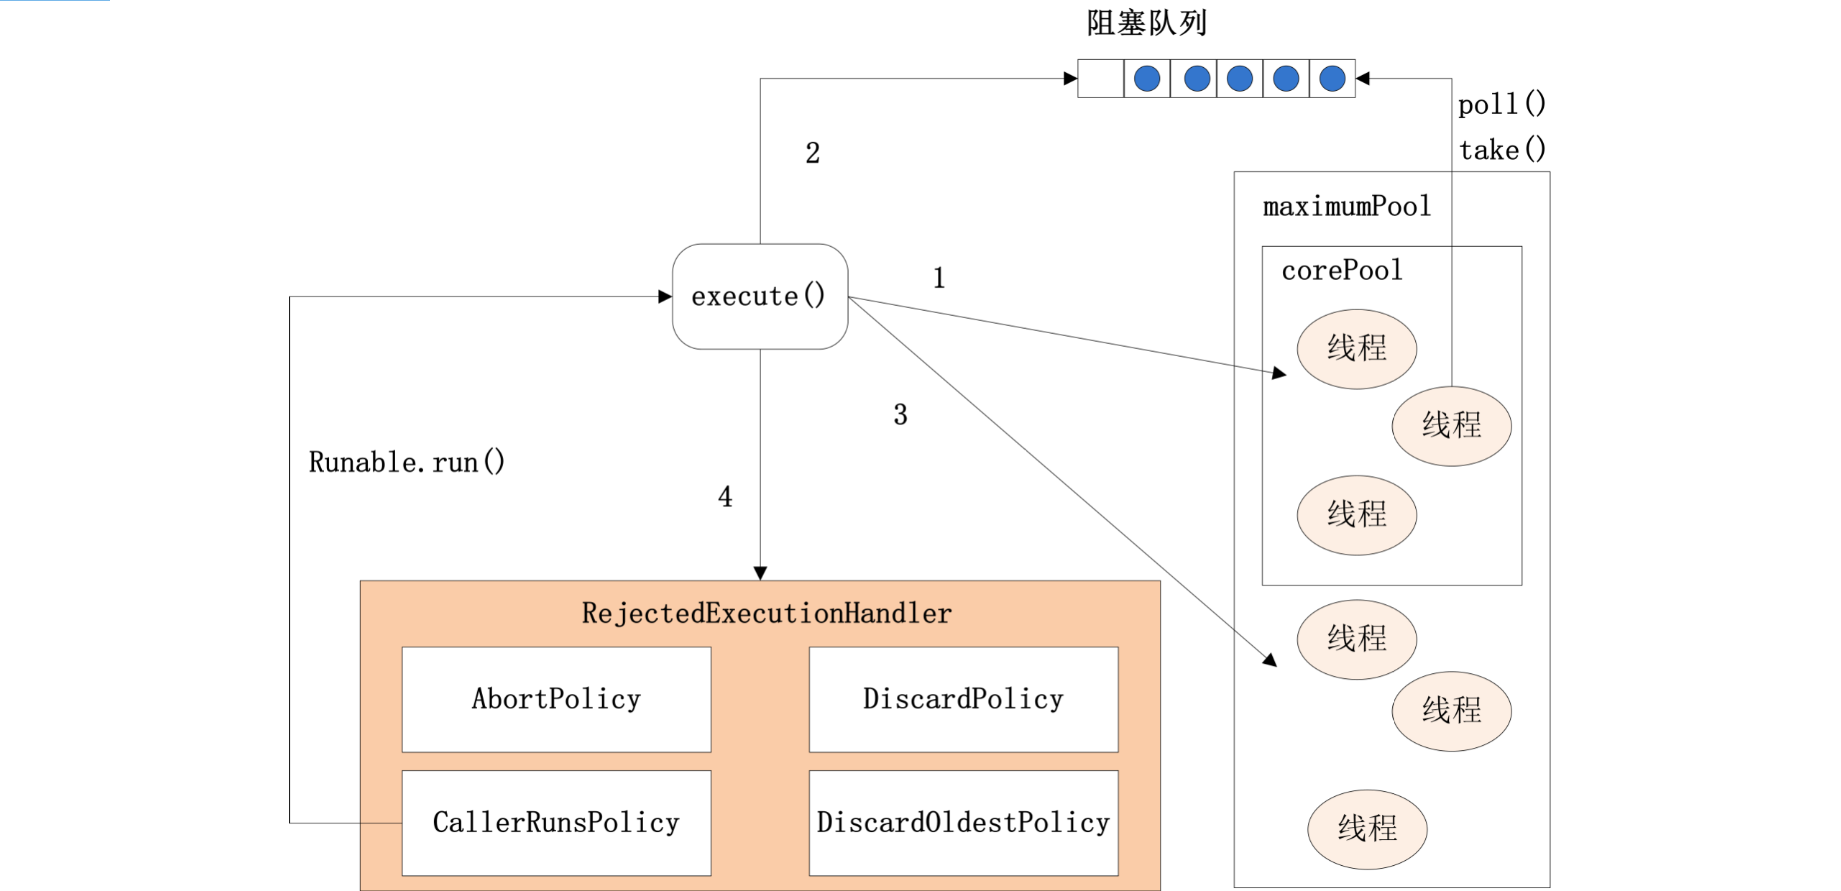 阻塞队列
poll()
take()
2
maximumPool
corePool
1
execute()
线程
3
线程
Runable.run()
4
线程
RejectedExecutionHandler
线程
AbortPolicy
DiscardPolicy
线程
CallerRunsPolicy
DiscardOldestPolicy
线程